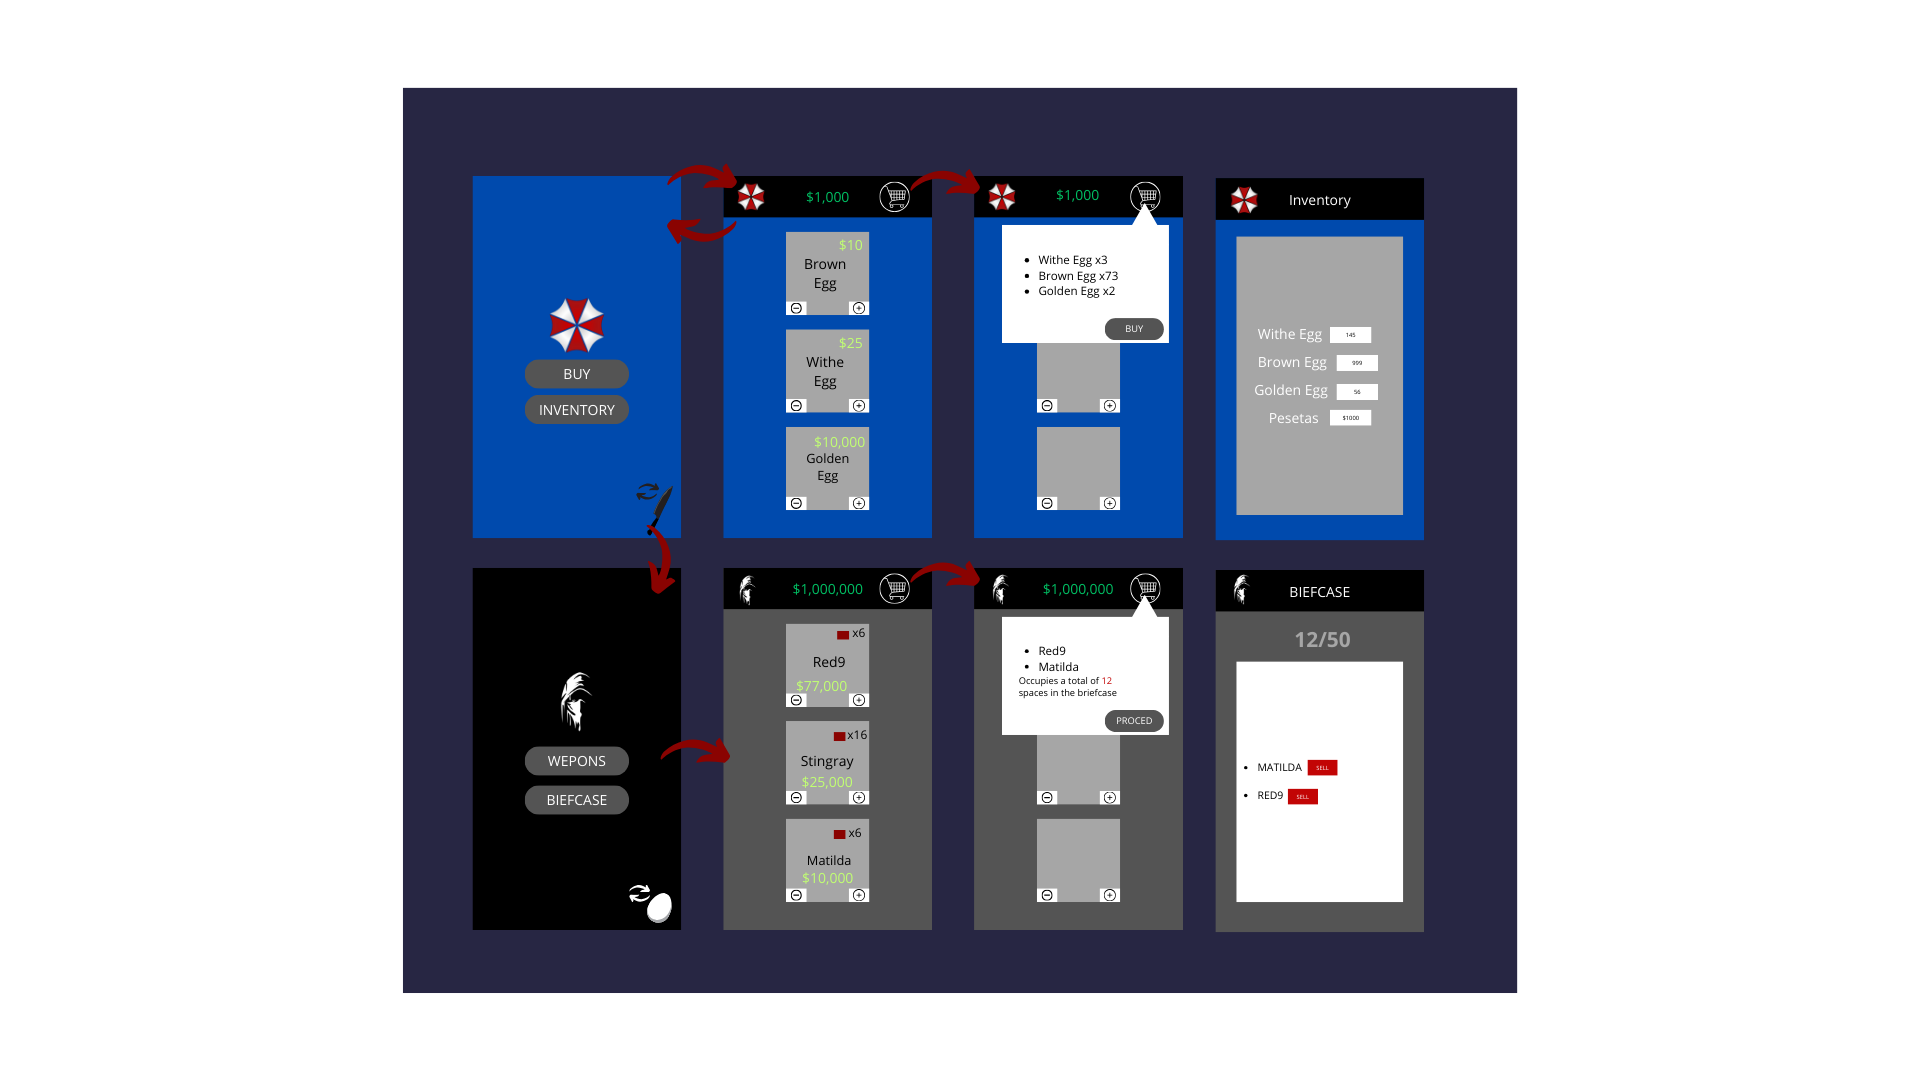 BUY
INVENTORY
$1,000
$10
Brown
Egg
$25
Withe
Egg
$10,000
Golden
Egg
$1,000
• Withe Egg x3
• Brown Egg x73
• Golden Egg x2
BUY
Inventory
Withe Egg 145
Brown Egg 999
Golden Egg 56
Pesetas $1000
WEPONS
BIEFCASE
$1,000,000
x6
Red9
$77,000
x16
Stingray
$25,000
x6
Matilda
$10,000
$1,000,000
• Red9
• Matilda
Occupies a total of 12
spaces in the briefcase
PROCED
BIEFCASE
12/50
• MATILDA SELL
• RED9 SELL